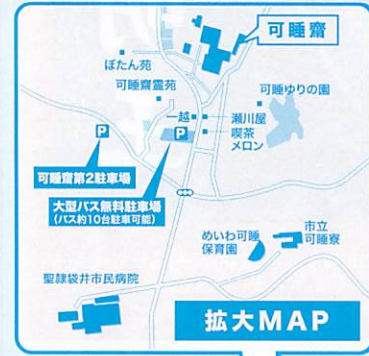 可睡齋
ぼたん苑
可睡齋霊苑
可睡ゆりの園
一越
瀬川屋
喫茶
メロン
P
P
可睡齋第2駐車場
大型バス無料駐車場
(バス約10台駐車可能)
めいわ可睡
保育園
市立
可睡寮
聖隷袋井市民病院
拡大MAP